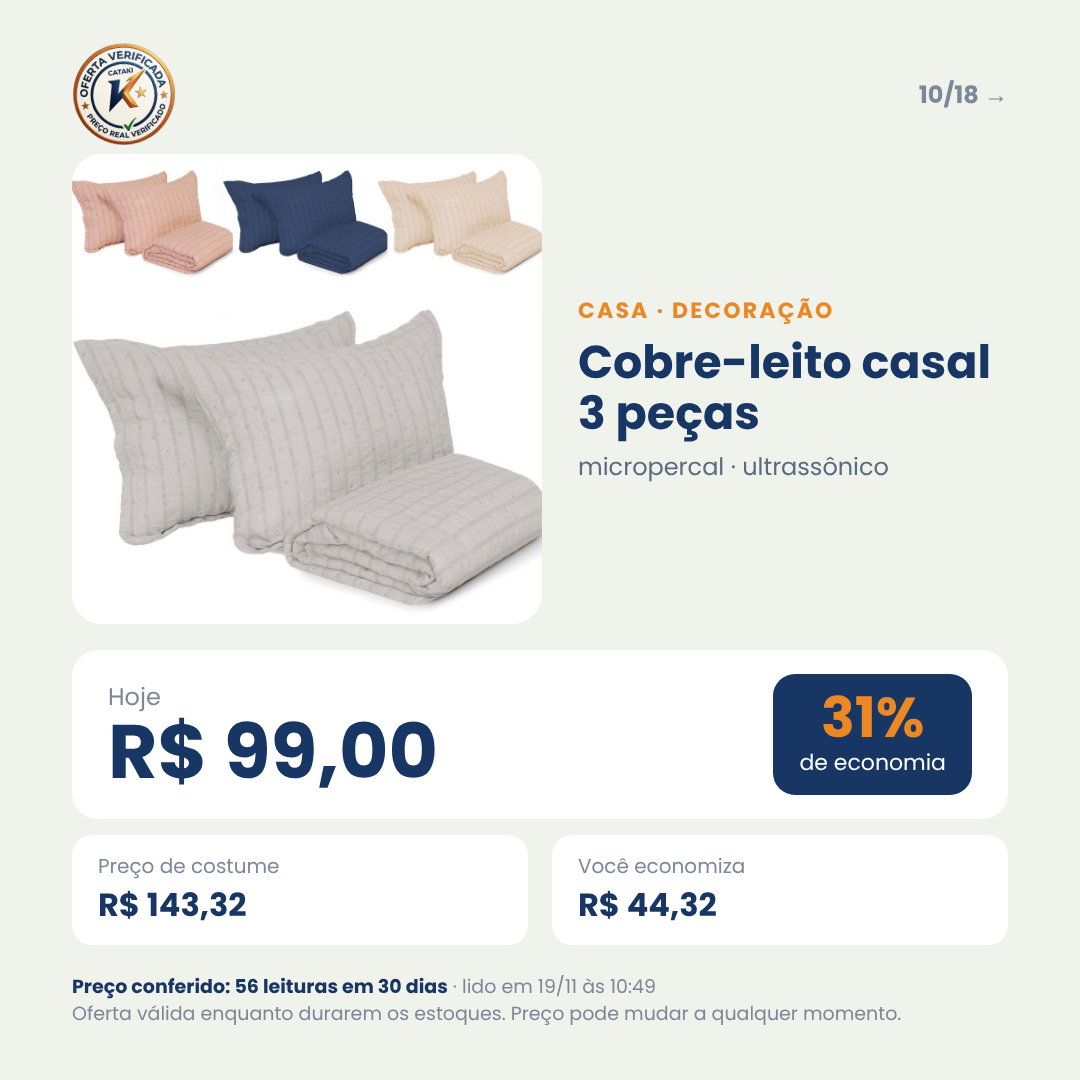 OFERTA VERIFICADA
CATAKI
K
PREÇO REAL VERIFICADO
10/18 →
CASA · DECORAÇÃO
Cobre-leito casal
3 peças
micropercal · ultrassônico
Hoje
R$ 99,00
31%
de economia
Preço de costume
R$ 143,32
Você economiza
R$ 44,32
Preço conferido: 56 leituras em 30 dias · lido em 19/11 às 10:49
Oferta válida enquanto durarem os estoques. Preço pode mudar a qualquer momento.